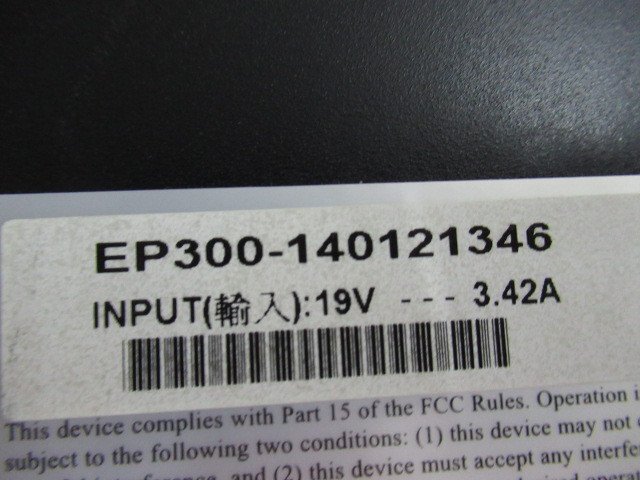 EP300-140121346
INPUT(輸入):19V --- 3.42A
This device complies with Part 15 of the FCC Rules. Operation i
subject to the following two conditions: (1) this device may not
and (2) this device must accept any interfe